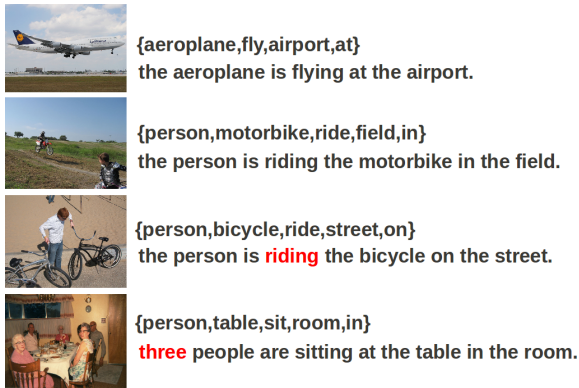 {aeroplane,fly,airport,at}
the aeroplane is flying at the airport.
{person,motorbike,ride,field,in}
the person is riding the motorbike in the field.
{person,bicycle,ride,street,on}
the person is riding the bicycle on the street.
{person,table,sit,room,in}
three people are sitting at the table in the room.